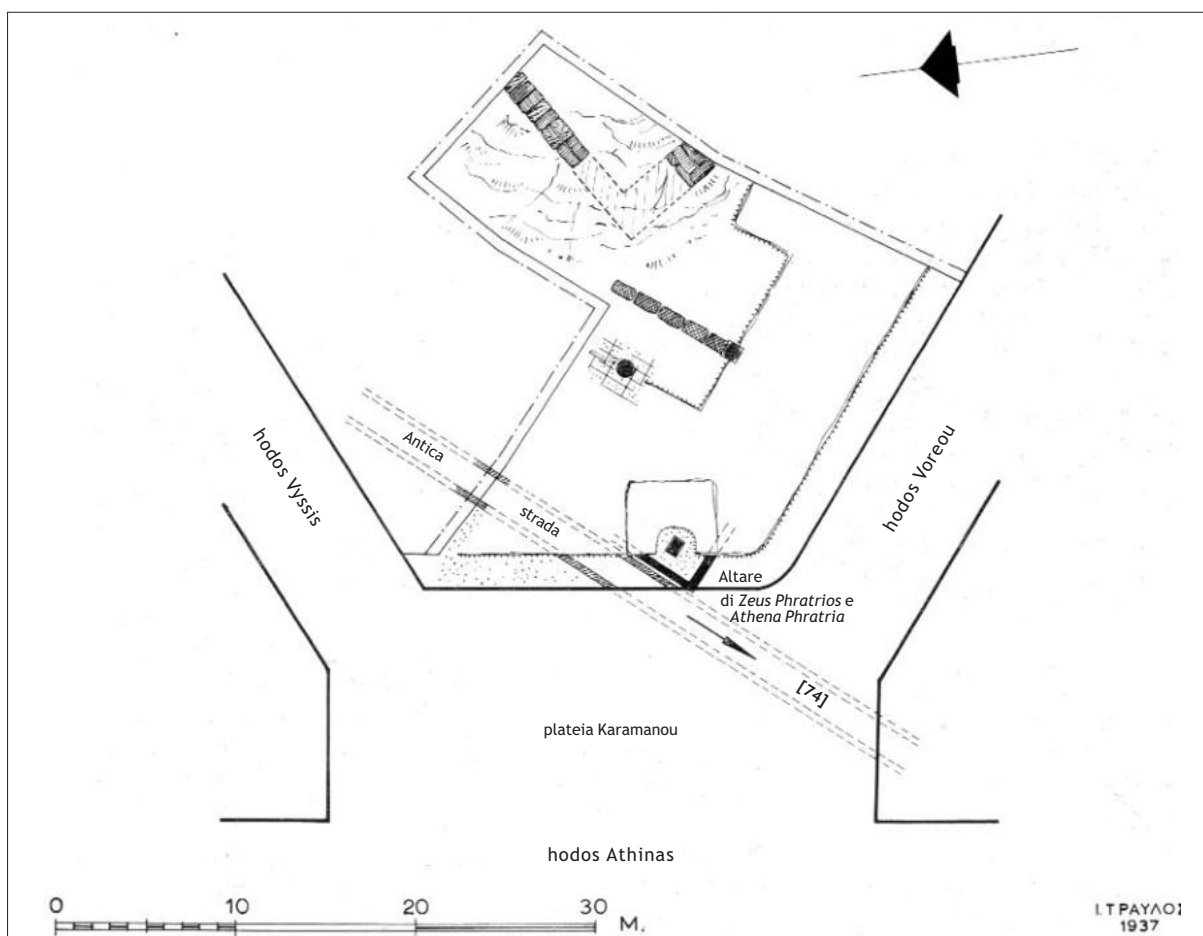 hodos Vyssis
Antica
strada
hodos Voreou
Altare
di Zeus Phratrios e
Athena Phratria
[74]
plateia Karamanou
hodos Athinas
0 10 20 30 M.
Ι.ΤΡΑΥΛΟΣ
1937